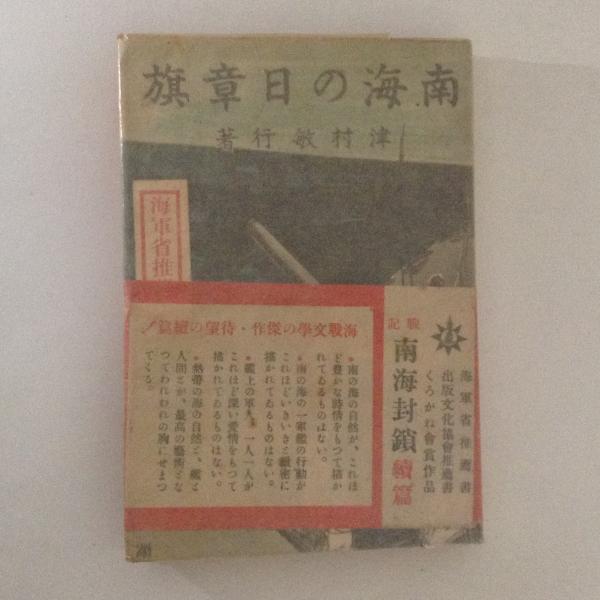 南海の日章旗
津村敏行著
海軍省推
海軍省推薦書
出版文化協會推薦書
くろがね會賞作品
戰記
南海封鎖續篇
海戰文學の傑作・待望の續篇！
●南の海の自然が、これほ
ど豊かな詩情をもつて描か
れてゐるものはない。
●南の海の一軍艦の行動が
これほどいきいきと緻密に
描かれてゐるものはない。
●艦上の軍人、一人一人が
これほど深い愛情をもつて
描かれてゐるものはない。
●熱帶の海の自然と、艦と
人間とが、最高の藝術とな
つてわれわれの胸にせまつ
てくる。